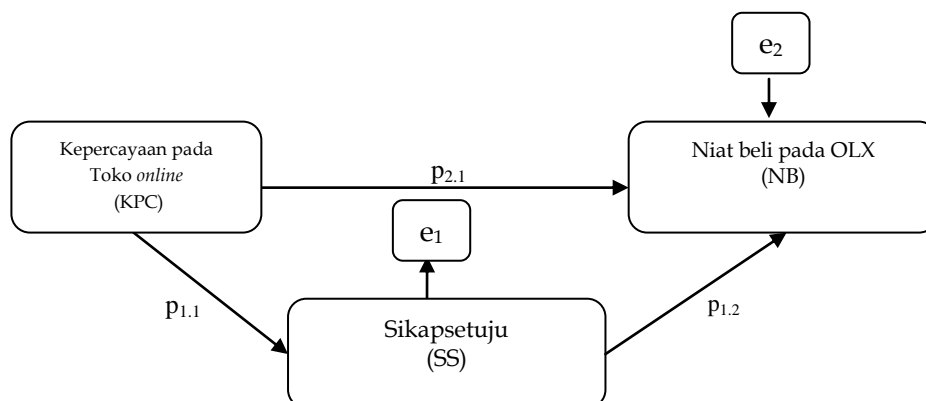 e₂
Kepercayaan pada
Toko online
(KPC)
Niat beli pada OLX
(NB)
p₂.₁
e₁
p₁.₁
p₁.₂
Sikapsetuju
(SS)